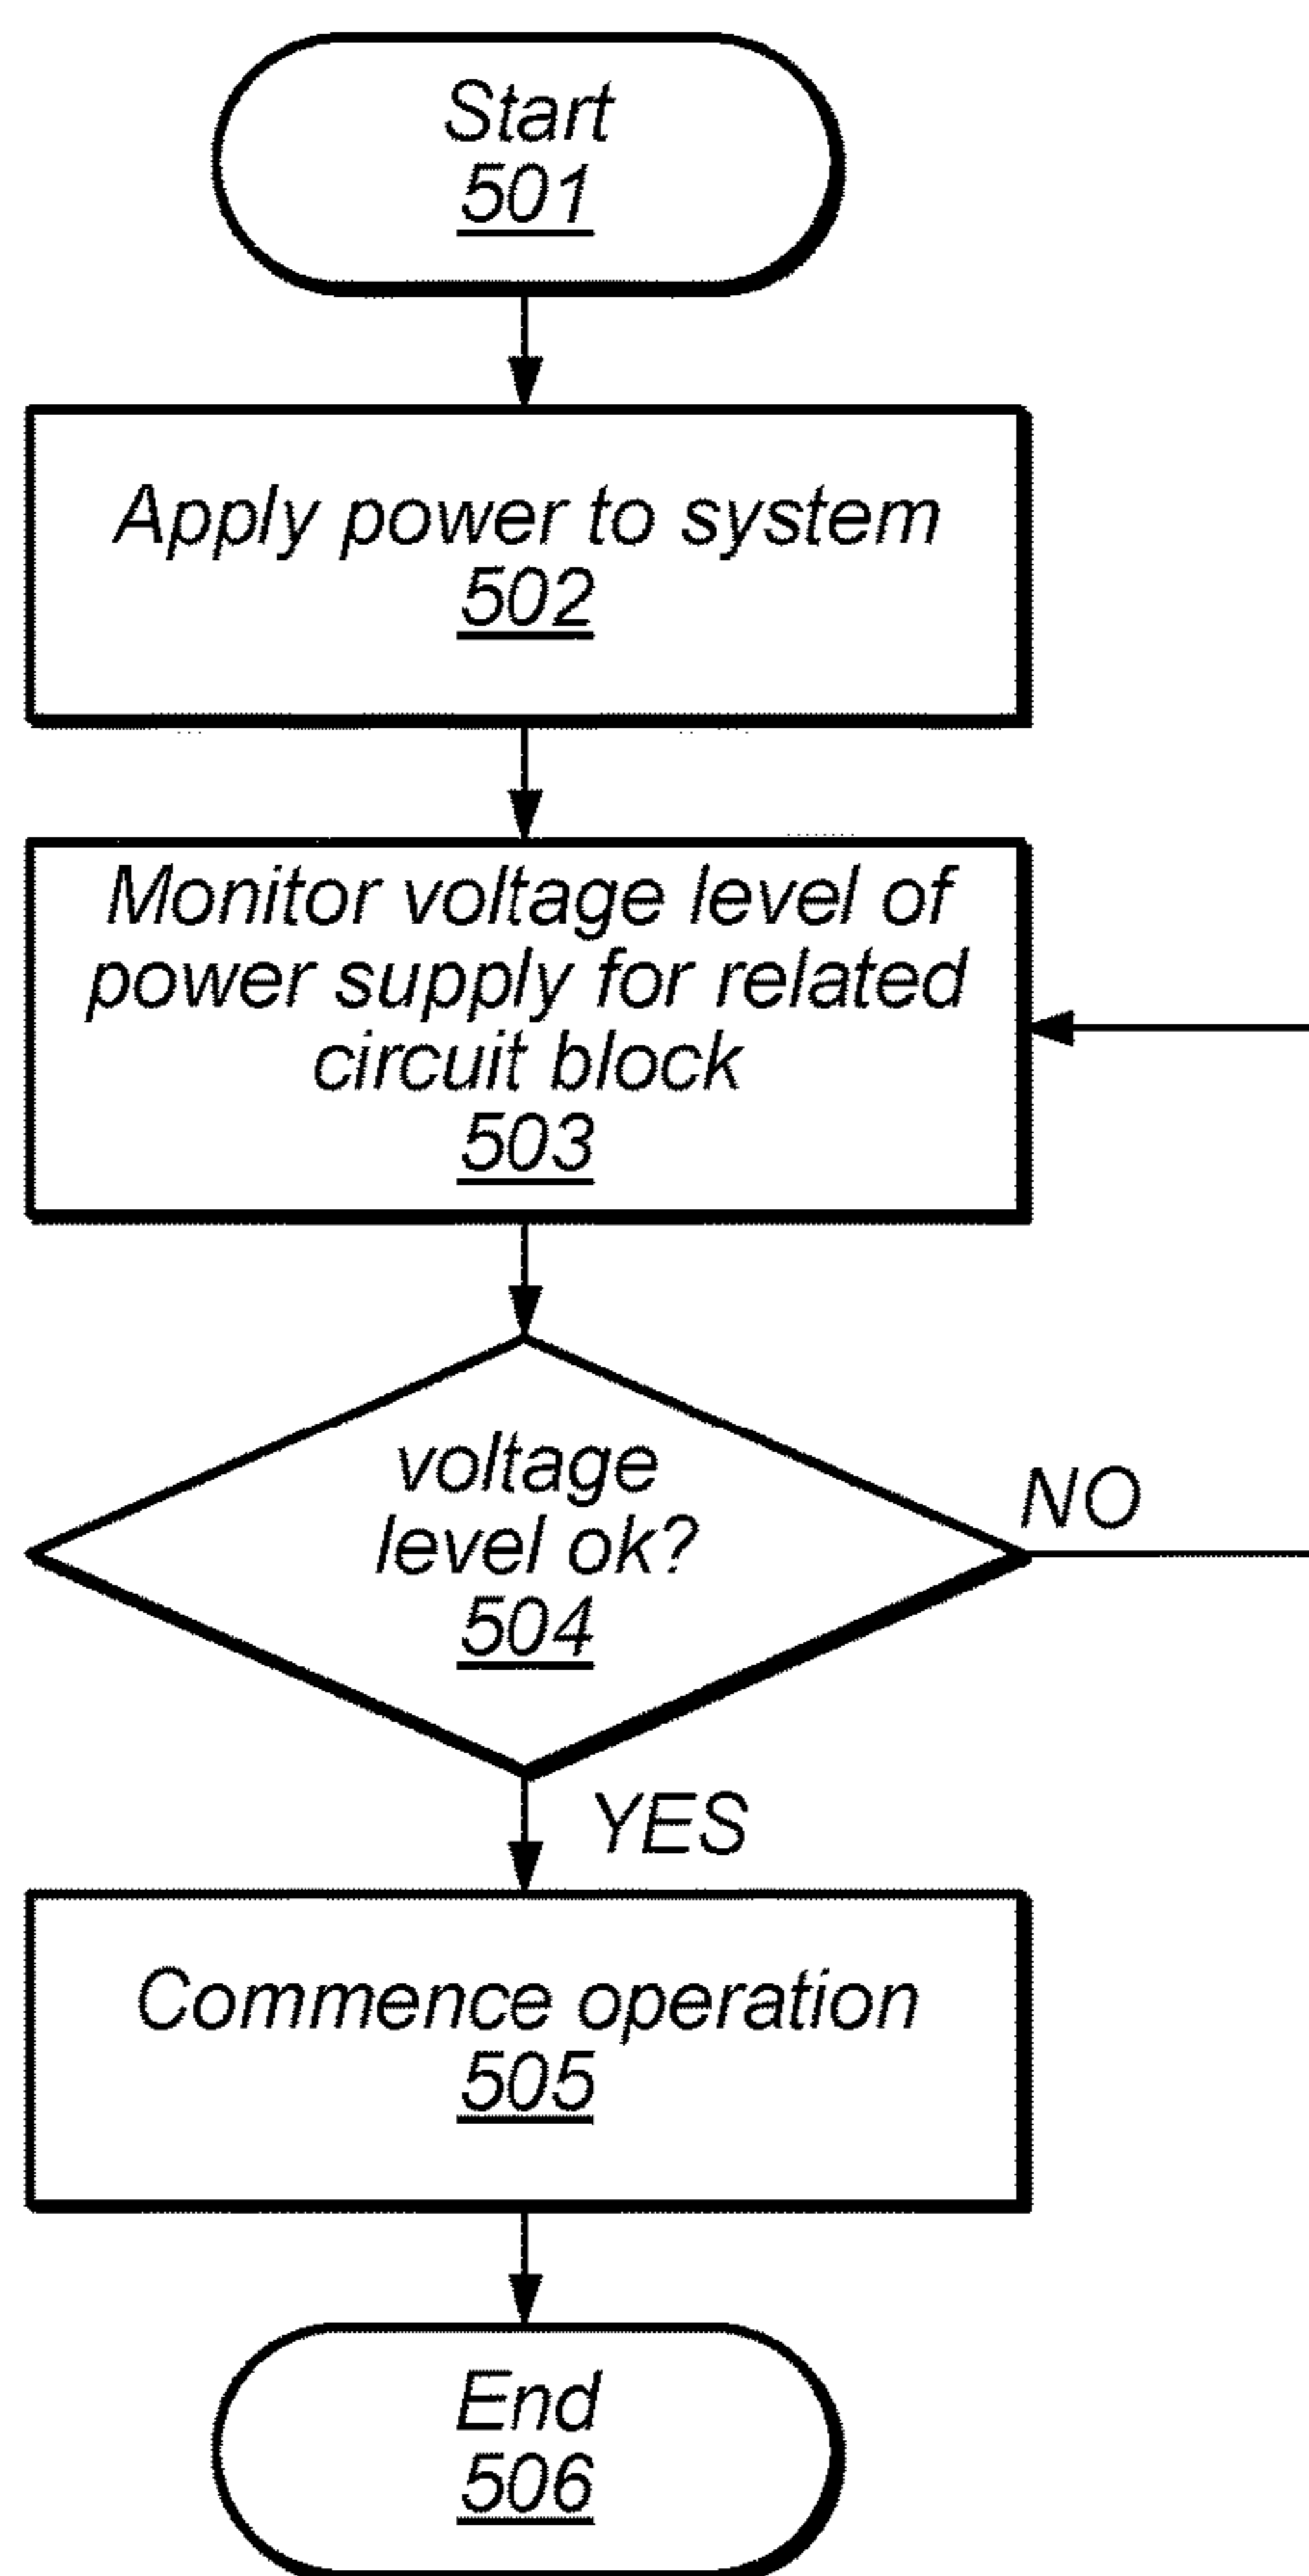 Start
501
Apply power to system
502
Monitor voltage level of
power supply for related
circuit block
503
voltage
level ok?
504
NO
YES
Commence operation
505
End
506